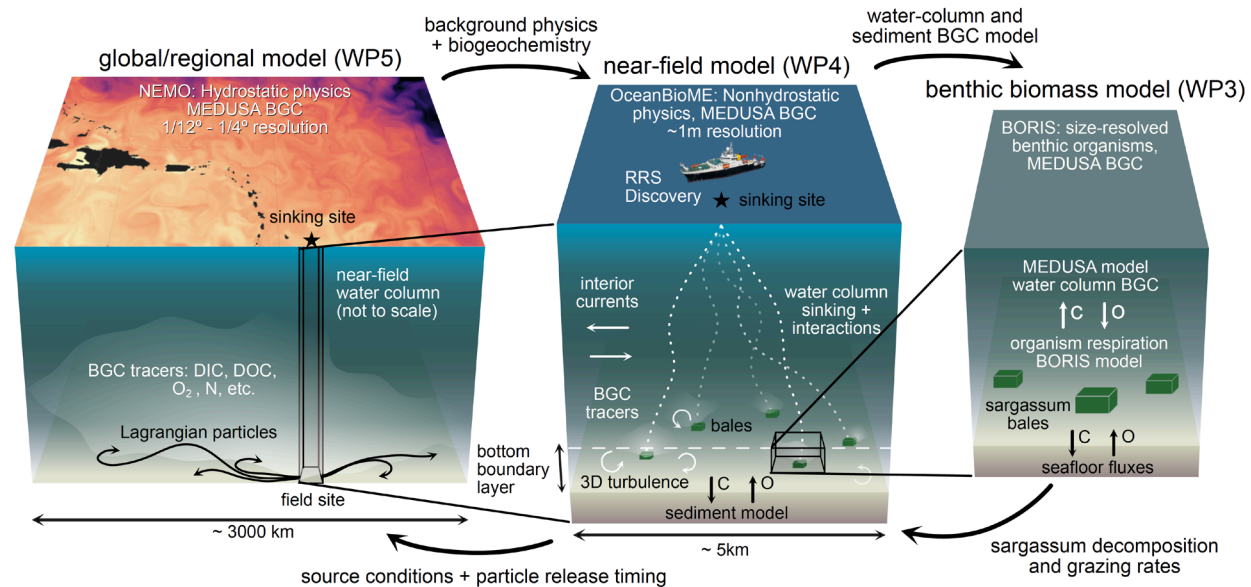 background physics
+ biogeochemistry
water-column and
sediment BGC model
global/regional model (WP5)
near-field model (WP4)
benthic biomass model (WP3)
NEMO: Hydrostatic physics
MEDUSA BGC
1/12º - 1/4º resolution
sinking site
near-field
water column
(not to scale)
BGC tracers: DIC, DOC,
O₂ , N, etc.
Lagrangian particles
field site
~ 3000 km
OceanBioME: Nonhydrostatic
physics, MEDUSA BGC
~1m resolution
RRS
Discovery
sinking site
interior
currents
water column
sinking +
interactions
BGC
tracers
bales
bottom
boundary
layer
3D turbulence
C
O
sediment model
~ 5km
BORIS: size-resolved
benthic organisms,
MEDUSA BGC
MEDUSA model
water column BGC
C
O
organism respiration
BORIS model
sargassum
bales
C
O
seafloor fluxes
source conditions + particle release timing
sargassum decomposition
and grazing rates